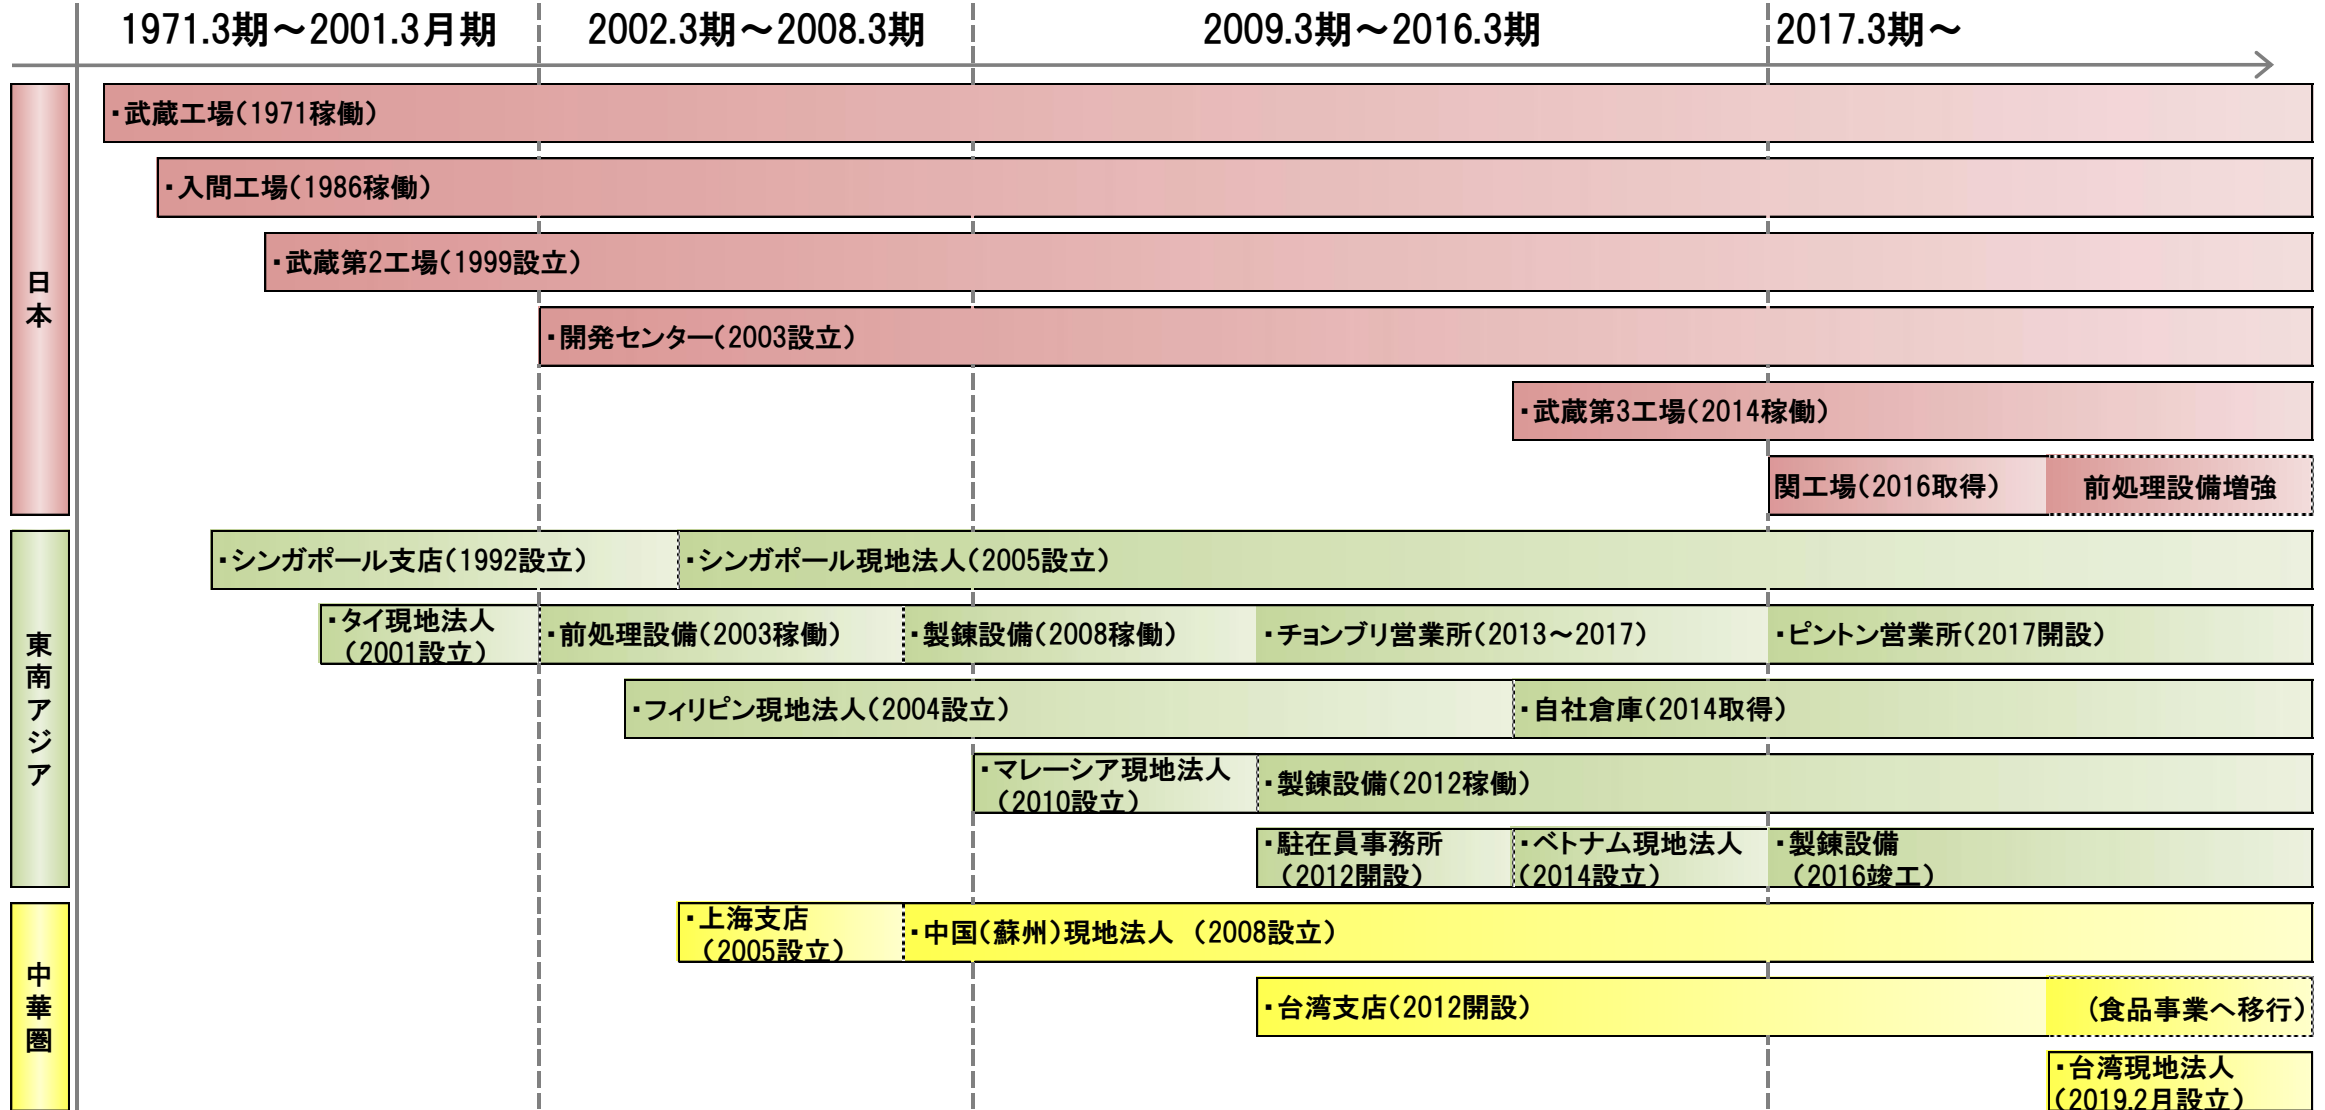 1971.3期～2001.3月期
2002.3期～2008.3期
2009.3期～2016.3期
2017.3期～
日本
・武蔵工場（1971稼働）
・入間工場（1986稼働）
・武蔵第2工場（1999設立）
・開発センター（2003設立）
・武蔵第3工場（2014稼働）
関工場（2016取得）
前処理設備増強
東南アジア
・シンガポール支店（1992設立）
・シンガポール現地法人（2005設立）
・タイ現地法人
（2001設立）
・前処理設備（2003稼働）
・製錬設備（2008稼働）
・チョンブリ営業所（2013～2017）
・ピントン営業所（2017開設）
・フィリピン現地法人（2004設立）
・自社倉庫（2014取得）
・マレーシア現地法人
（2010設立）
・製錬設備（2012稼働）
・駐在員事務所
（2012開設）
・ベトナム現地法人
（2014設立）
・製錬設備
（2016竣工）
中華圏
・上海支店
（2005設立）
・中国（蘇州）現地法人　（2008設立）
・台湾支店（2012開設）
（食品事業へ移行）
・台湾現地法人
（2019.2月設立）